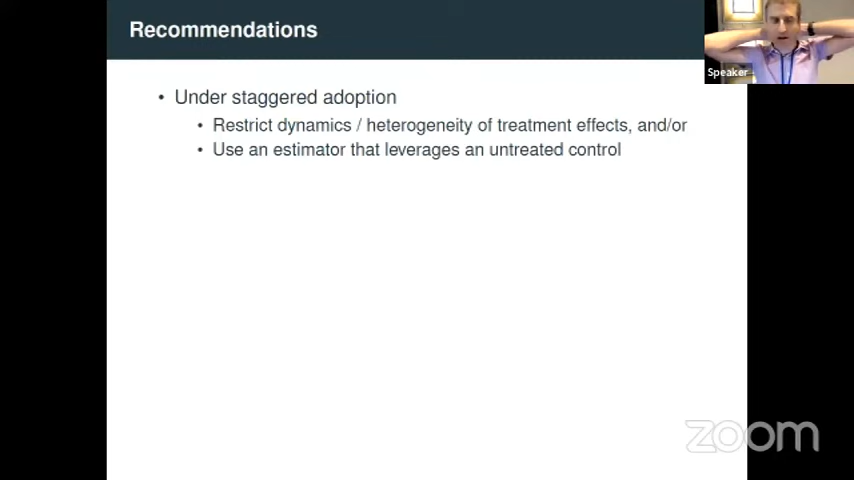 Recommendations
Speaker
• Under staggered adoption
• Restrict dynamics / heterogeneity of treatment effects, and/or
• Use an estimator that leverages an untreated control
zoom